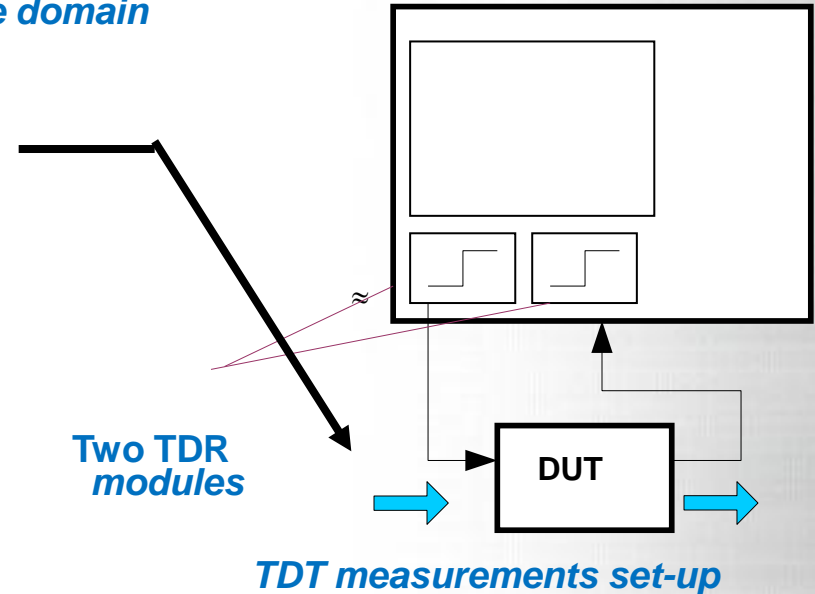 e domain
≈
Two TDR
modules
DUT
TDT measurements set-up